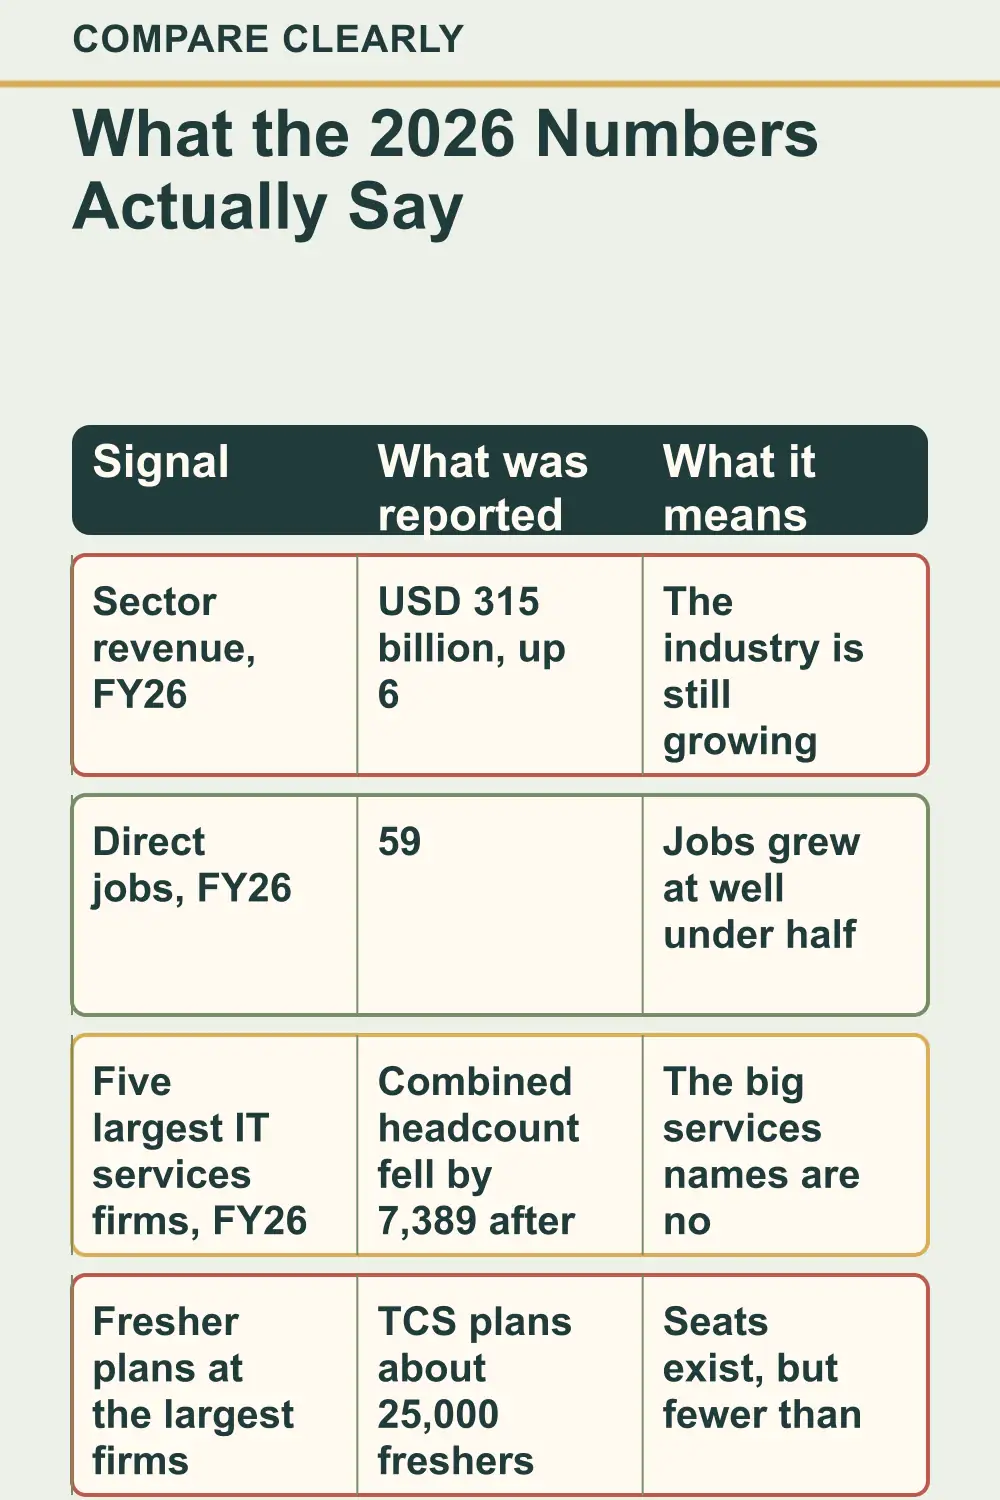 COMPARE CLEARLY
What the 2026 Numbers
Actually Say
Signal
What was
reported
What it
means
Sector
revenue,
FY26
USD 315
billion, up
6
The
industry is
still
growing
Direct
jobs, FY26
59
Jobs grew
at well
under half
Five
largest IT
services
firms, FY26
Combined
headcount
fell by
7,389 after
The big
services
names are
no
Fresher
plans at
the largest
firms
TCS plans
about
25,000
freshers
Seats
exist, but
fewer than